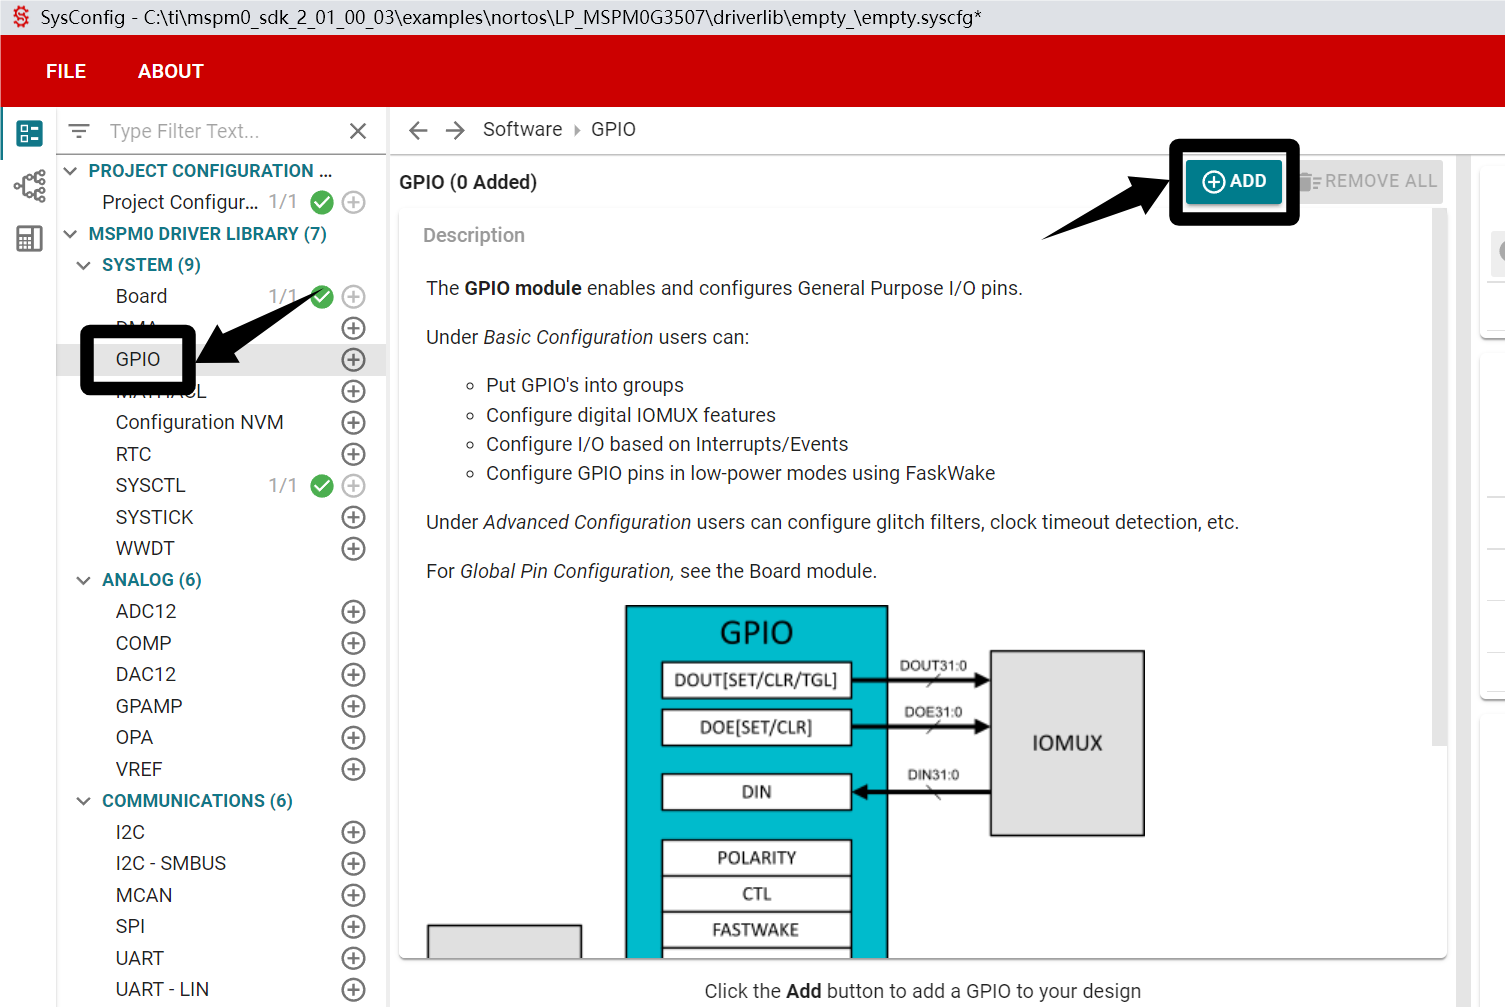 SysConfig - C:\ti\mspm0_sdk_2_01_00_03\examples\nortos\LP_MSPM0G3507\driverlib\empty_\empty.syscfg*
FILE ABOUT
Type Filter Text...
PROJECT CONFIGURATION ...
Project Configur... 1/1
MSPM0 DRIVER LIBRARY (7)
SYSTEM (9)
Board 1/1
DMA
GPIO
MATHACL
Configuration NVM
RTC
SYSCTL 1/1
SYSTICK
WWDT
ANALOG (6)
ADC12
COMP
DAC12
GPAMP
OPA
VREF
COMMUNICATIONS (6)
I2C
I2C - SMBUS
MCAN
SPI
UART
UART - LIN
Software GPIO
GPIO (0 Added)
ADD
REMOVE ALL
Description
The GPIO module enables and configures General Purpose I/O pins.
Under Basic Configuration users can:
Put GPIO's into groups
Configure digital IOMUX features
Configure I/O based on Interrupts/Events
Configure GPIO pins in low-power modes using FaskWake
Under Advanced Configuration users can configure glitch filters, clock timeout detection, etc.
For Global Pin Configuration, see the Board module.
GPIO
DOUT[SET/CLR/TGL]
DOUT31:0
DOE[SET/CLR]
DOE31:0
IOMUX
DIN
DIN31:0
POLARITY
CTL
FASTWAKE
Click the Add button to add a GPIO to your design